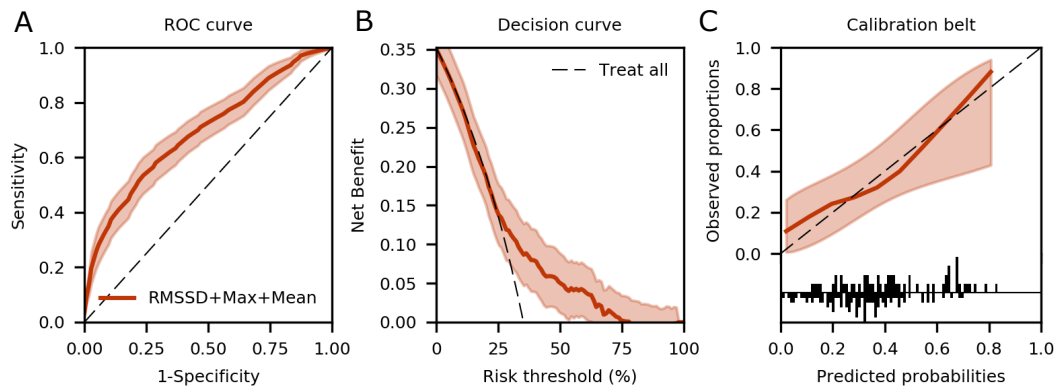 A
ROC curve
Sensitivity
1.0
0.8
0.6
0.4
0.2
0.0
RMSSD+Max+Mean
0.00
0.25
0.50
0.75
1.00
1-Specificity
B
Decision curve
Net Benefit
0.35
0.30
0.25
0.20
0.15
0.10
0.05
0.00
Treat all
0
25
50
75
100
Risk threshold (%)
C
Calibration belt
Observed proportions
1.0
0.8
0.6
0.4
0.2
0.0
0.0
0.2
0.4
0.6
0.8
1.0
Predicted probabilities